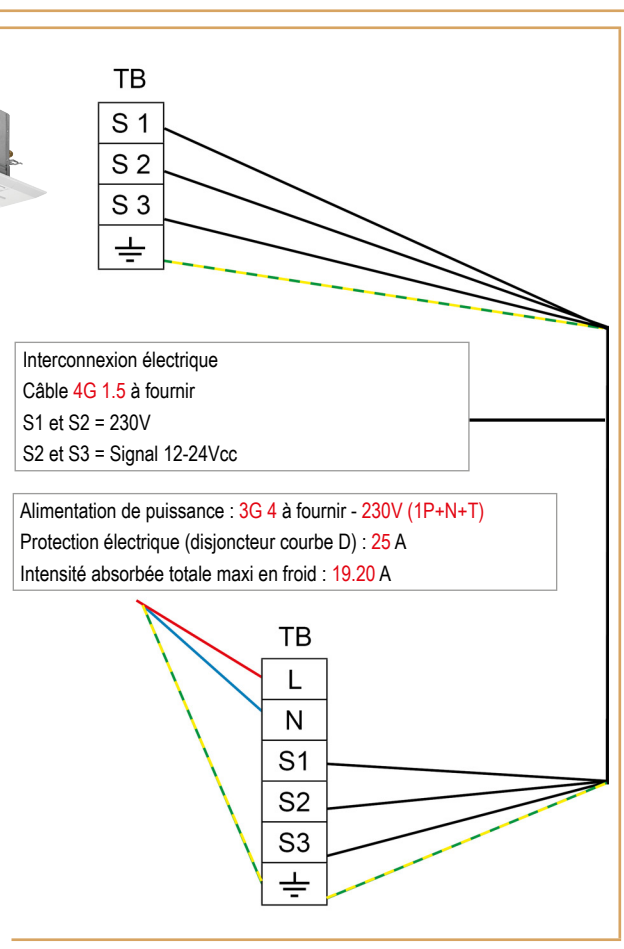 TB
S 1
S 2
S 3
Interconnexion électrique
Câble 4G 1.5 à fournir
S1 et S2 = 230V
S2 et S3 = Signal 12-24Vcc
Alimentation de puissance : 3G 4 à fournir - 230V (1P+N+T)
Protection électrique (disjoncteur courbe D) : 25 A
Intensité absorbée totale maxi en froid : 19.20 A
TB
L
N
S1
S2
S3